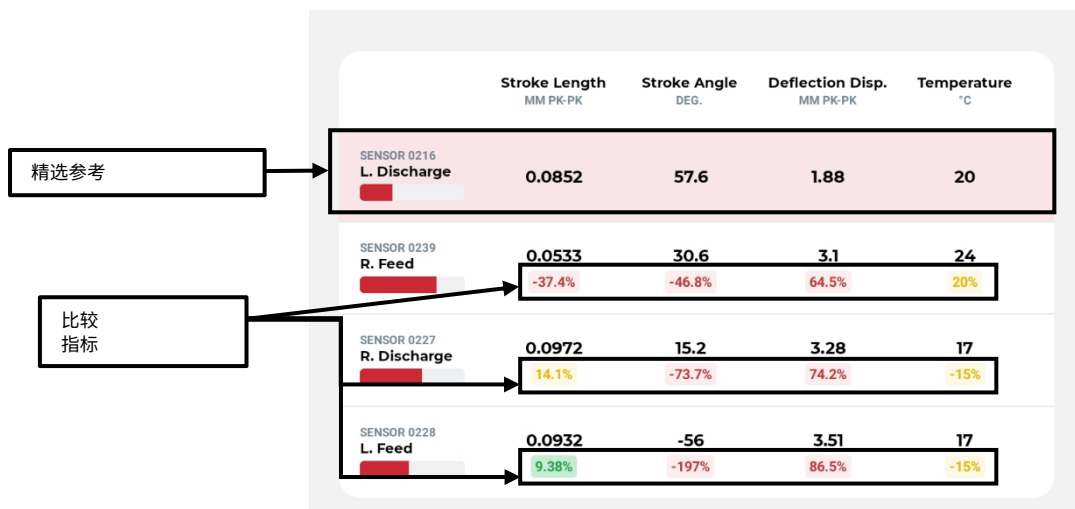 Stroke Length Stroke Angle Deflection Disp. Temperature
MM PK-PK DEG. MM PK-PK °C
精选参考
SENSOR 0216
L. Discharge
0.0852 57.6 1.88 20
SENSOR 0239
R. Feed
0.0533 30.6 3.1 24
-37.4% -46.8% 64.5% 20%
比较
指标
SENSOR 0227
R. Discharge
0.0972 15.2 3.28 17
14.1% -73.7% 74.2% -15%
SENSOR 0228
L. Feed
0.0932 -56 3.51 17
9.38% -197% 86.5% -15%